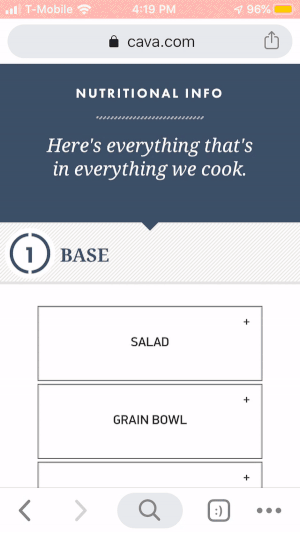 T-Mobile 4:19 PM 96%
cava.com
NUTRITIONAL INFO
Here's everything that's
in everything we cook.
1 BASE
+
SALAD
+
GRAIN BOWL
+
:)